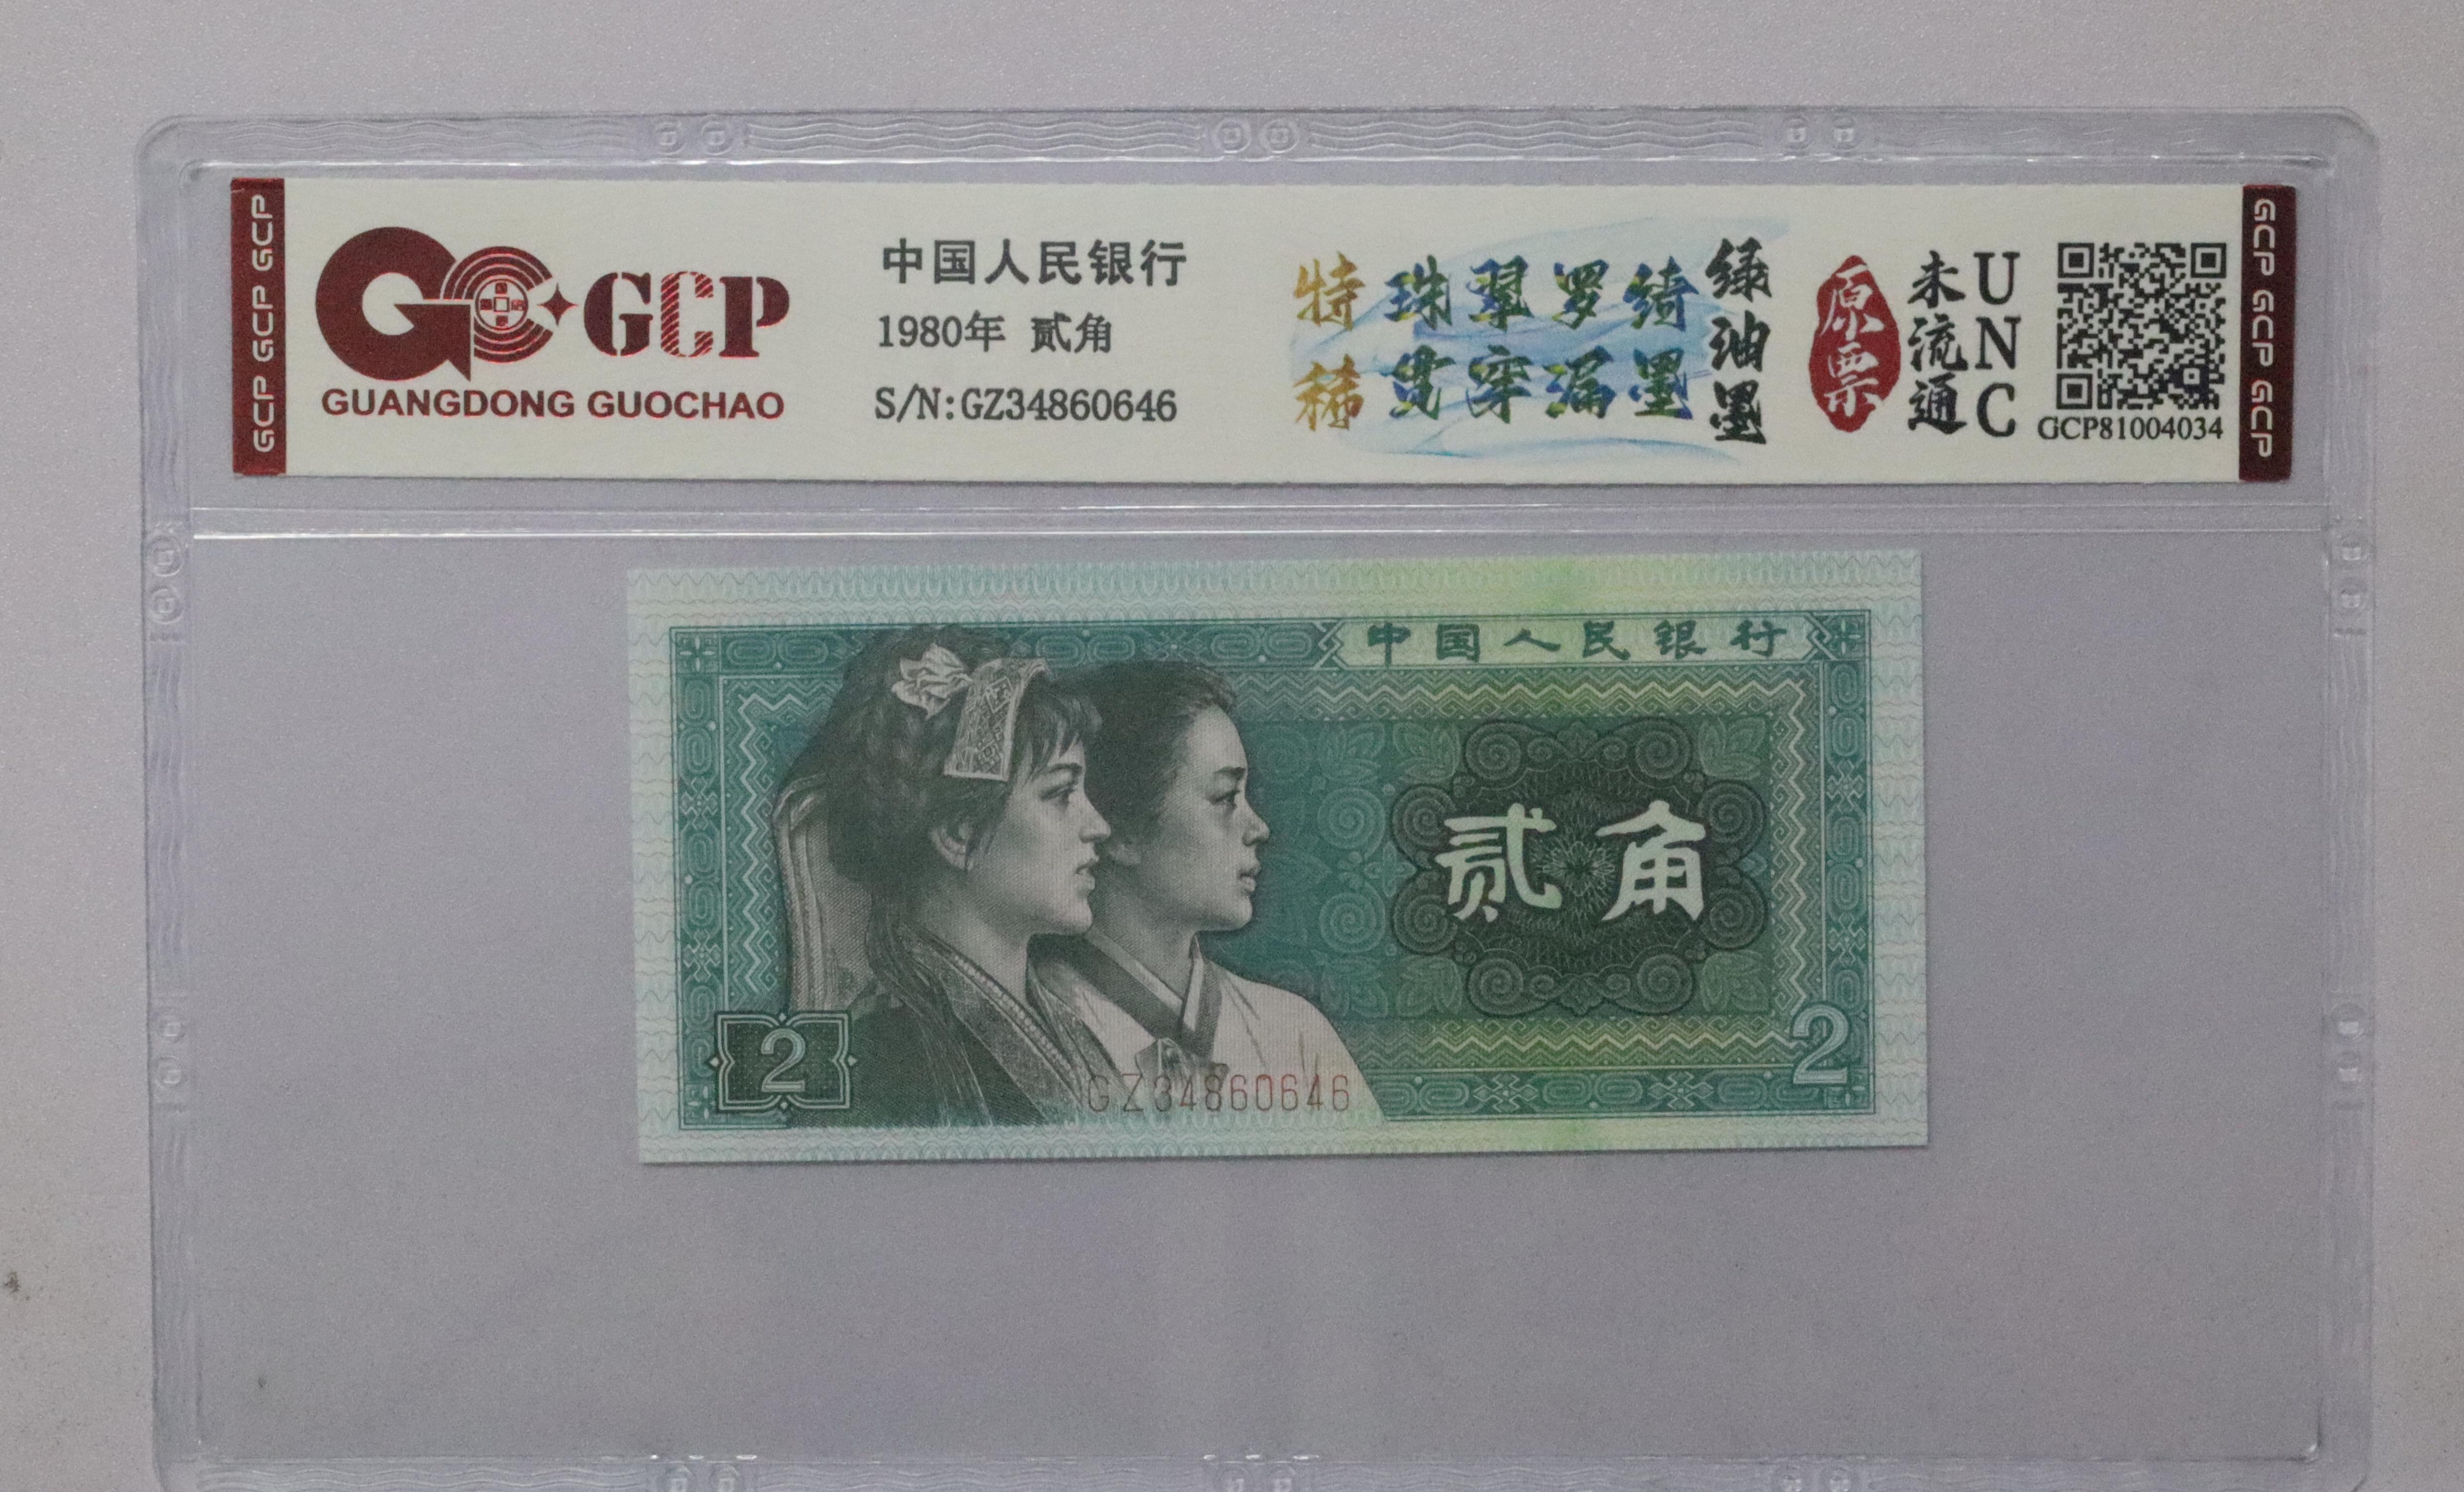 GCP GCP GCP
GCP
GUANGDONG GUOCHAO
中国人民银行
1980年 贰角
S/N:GZ34860646
特稀
珠翠罗绮
贯穿漏墨
绿油墨
原票
未流通
UNC
GCP81004034
GCP GCP GCP
中国人民银行
贰角
2
GZ34860646
2